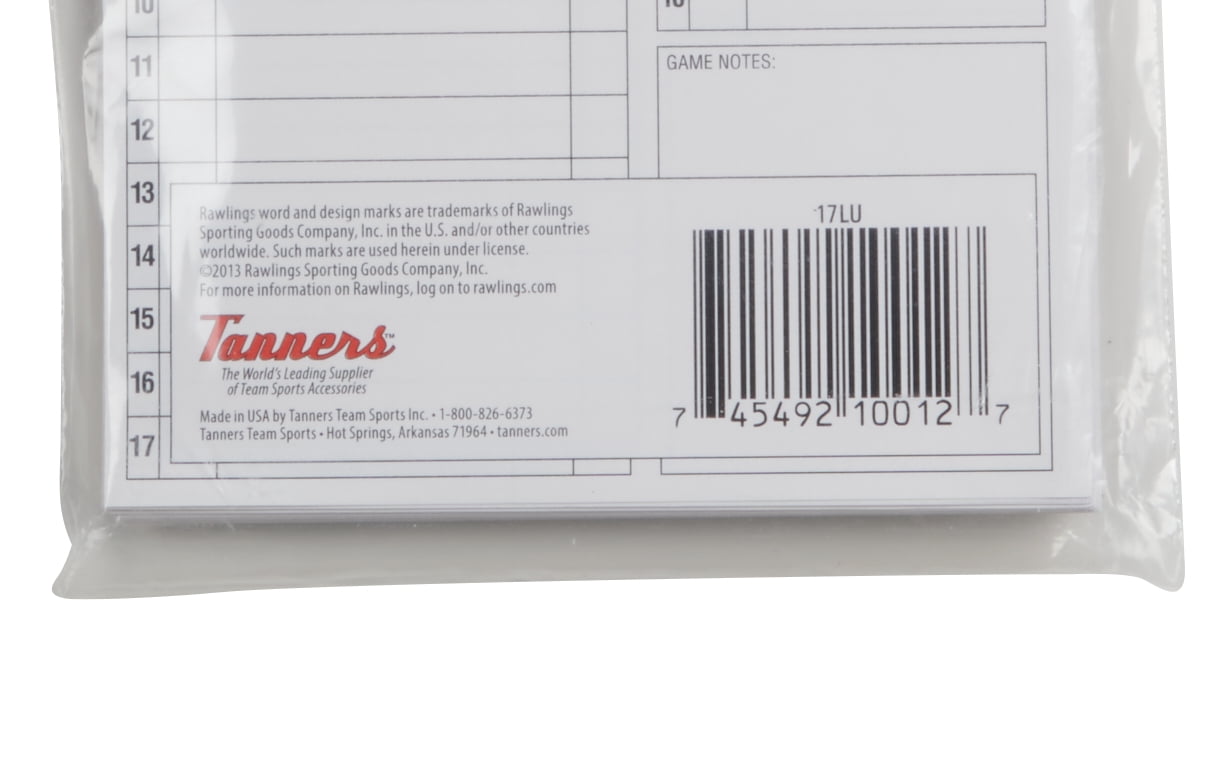 10
11
12
13
14
15
16
17
10
GAME NOTES:
Rawlings word and design marks are trademarks of Rawlings
Sporting Goods Company, Inc. in the U.S. and/or other countries
worldwide. Such marks are used herein under license.
©2013 Rawlings Sporting Goods Company, Inc.
For more information on Rawlings, log on to rawlings.com
Tanners™
The World's Leading Supplier
of Team Sports Accessories
Made in USA by Tanners Team Sports Inc. • 1-800-826-6373
Tanners Team Sports • Hot Springs, Arkansas 71964 • tanners.com
17LU
7 45492 10012 7